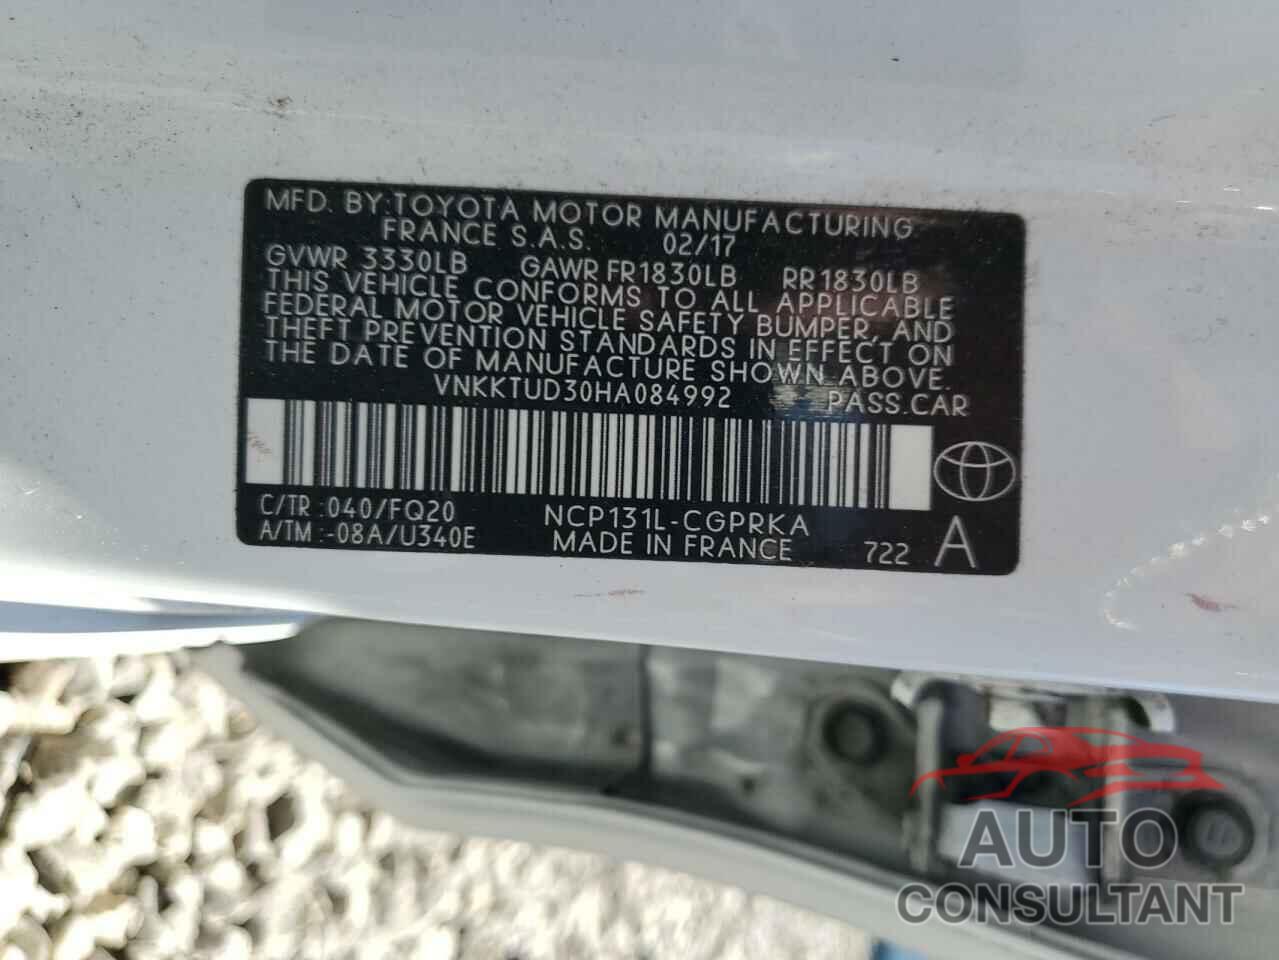 MFD. BY:TOYOTA MOTOR MANUFACTURING
FRANCE S.A.S. 02/17
GVWR 3330LB GAWR FR1830LB RR1830LB
THIS VEHICLE CONFORMS TO ALL APPLICABLE
FEDERAL MOTOR VEHICLE SAFETY BUMPER, AND
THEFT PREVENTION STANDARDS IN EFFECT ON
THE DATE OF MANUFACTURE SHOWN ABOVE.
VNKKTUD30HA084992 PASS.CAR
C/TR :040/FQ20 NCP131L-CGPRKA
A/TM :-08A/U340E MADE IN FRANCE 722 A
AUTO
CONSULTANT